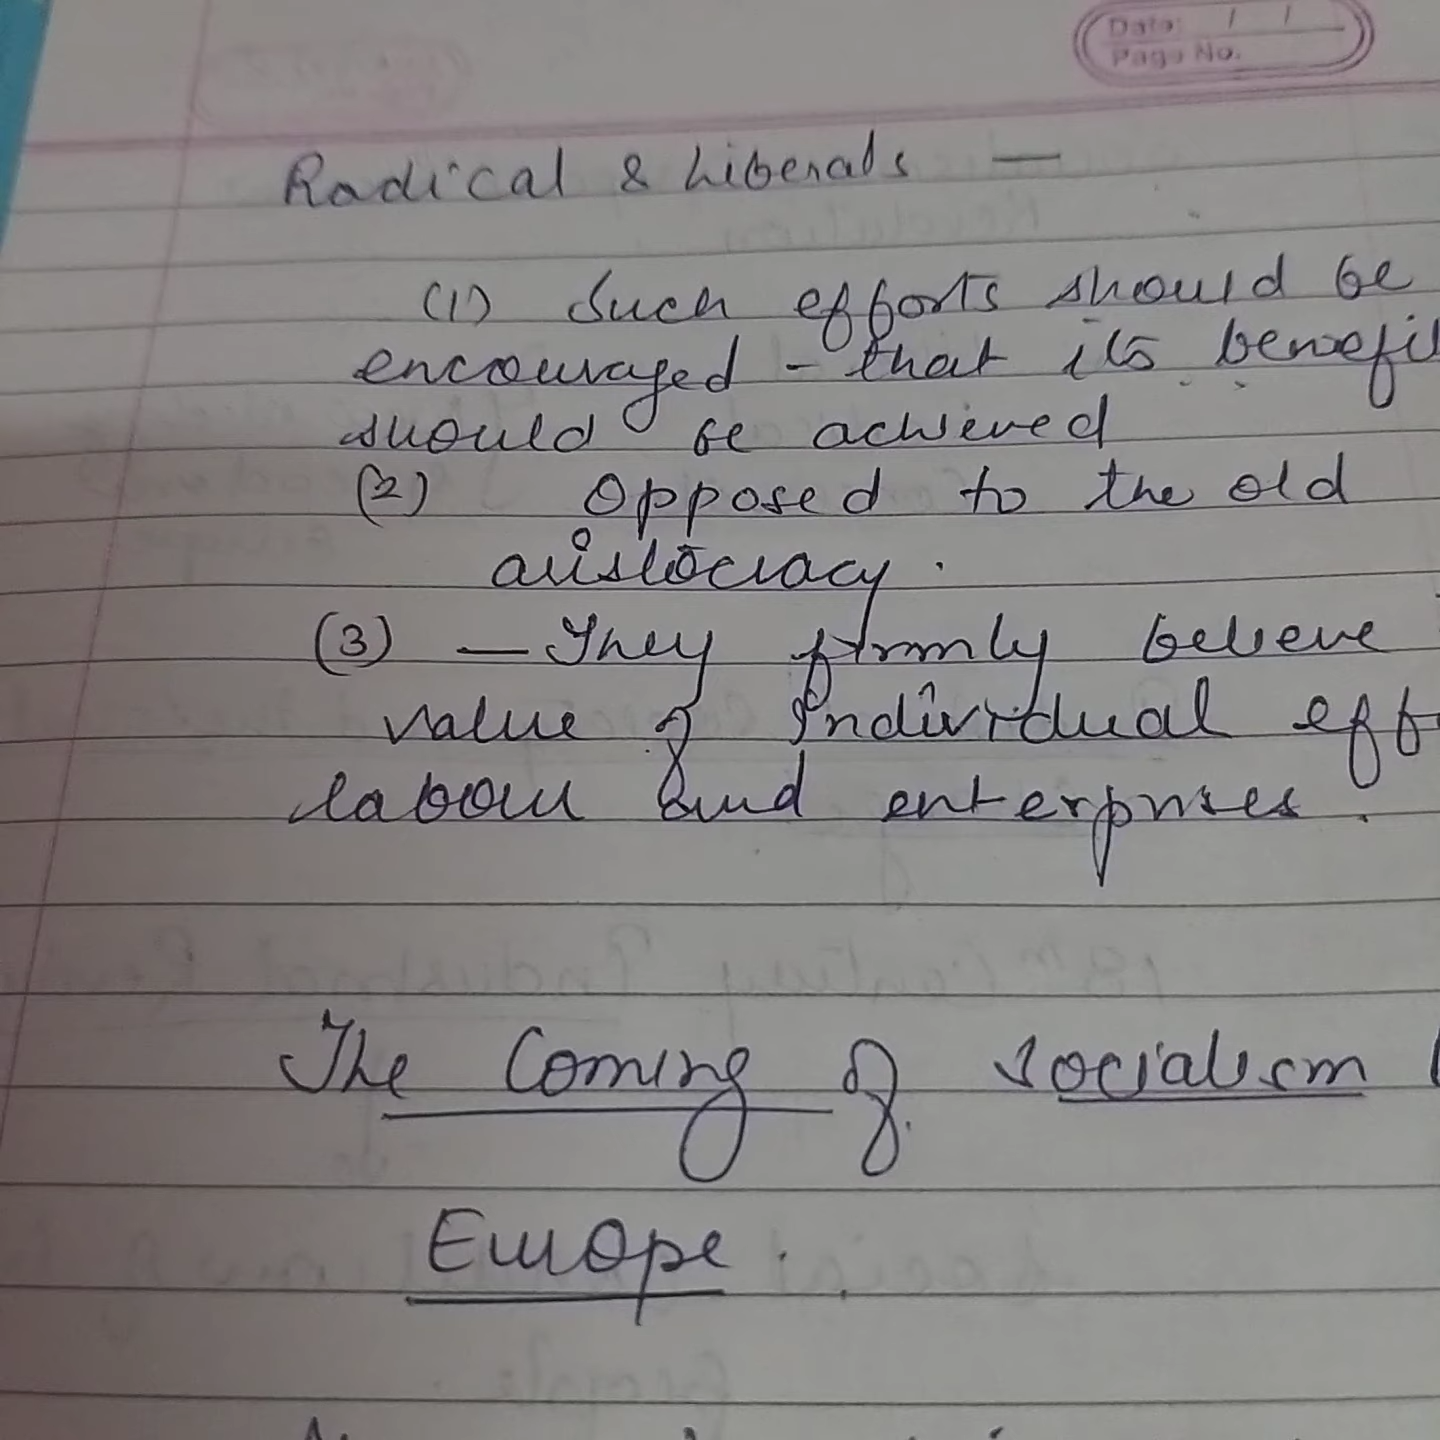 Date: / /
Page No.
Radical & Liberals —
(1) Such efforts should be
encouraged - that its benefi
should be achieved
(2) Opposed to the old
aristocracy.
(3) — They firmly believe
value of Individual eff
labour and enterprises.
The Coming of Socialism
Europe.